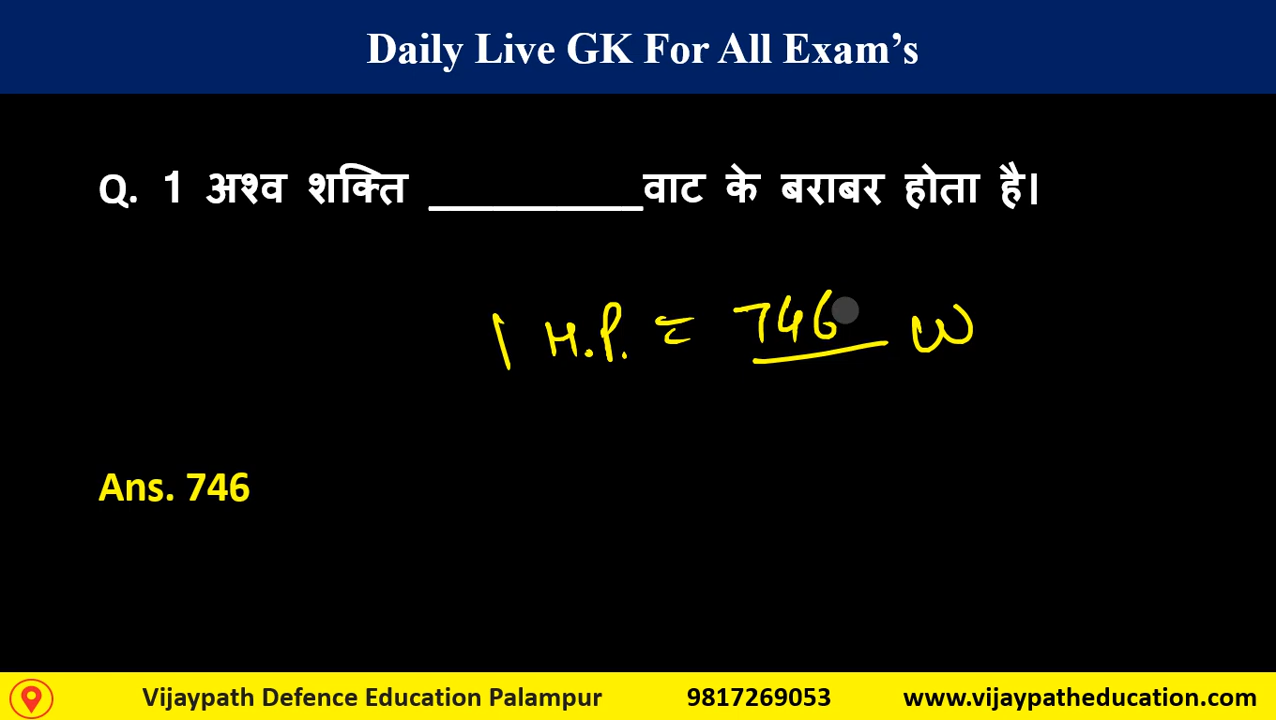 Daily Live GK For All Exam’s
Q. 1 अश्व शक्ति __________वाट के बराबर होता है।
1 H.P. = 746 W
Ans. 746
Vijaypath Defence Education Palampur 9817269053 www.vijaypatheducation.com